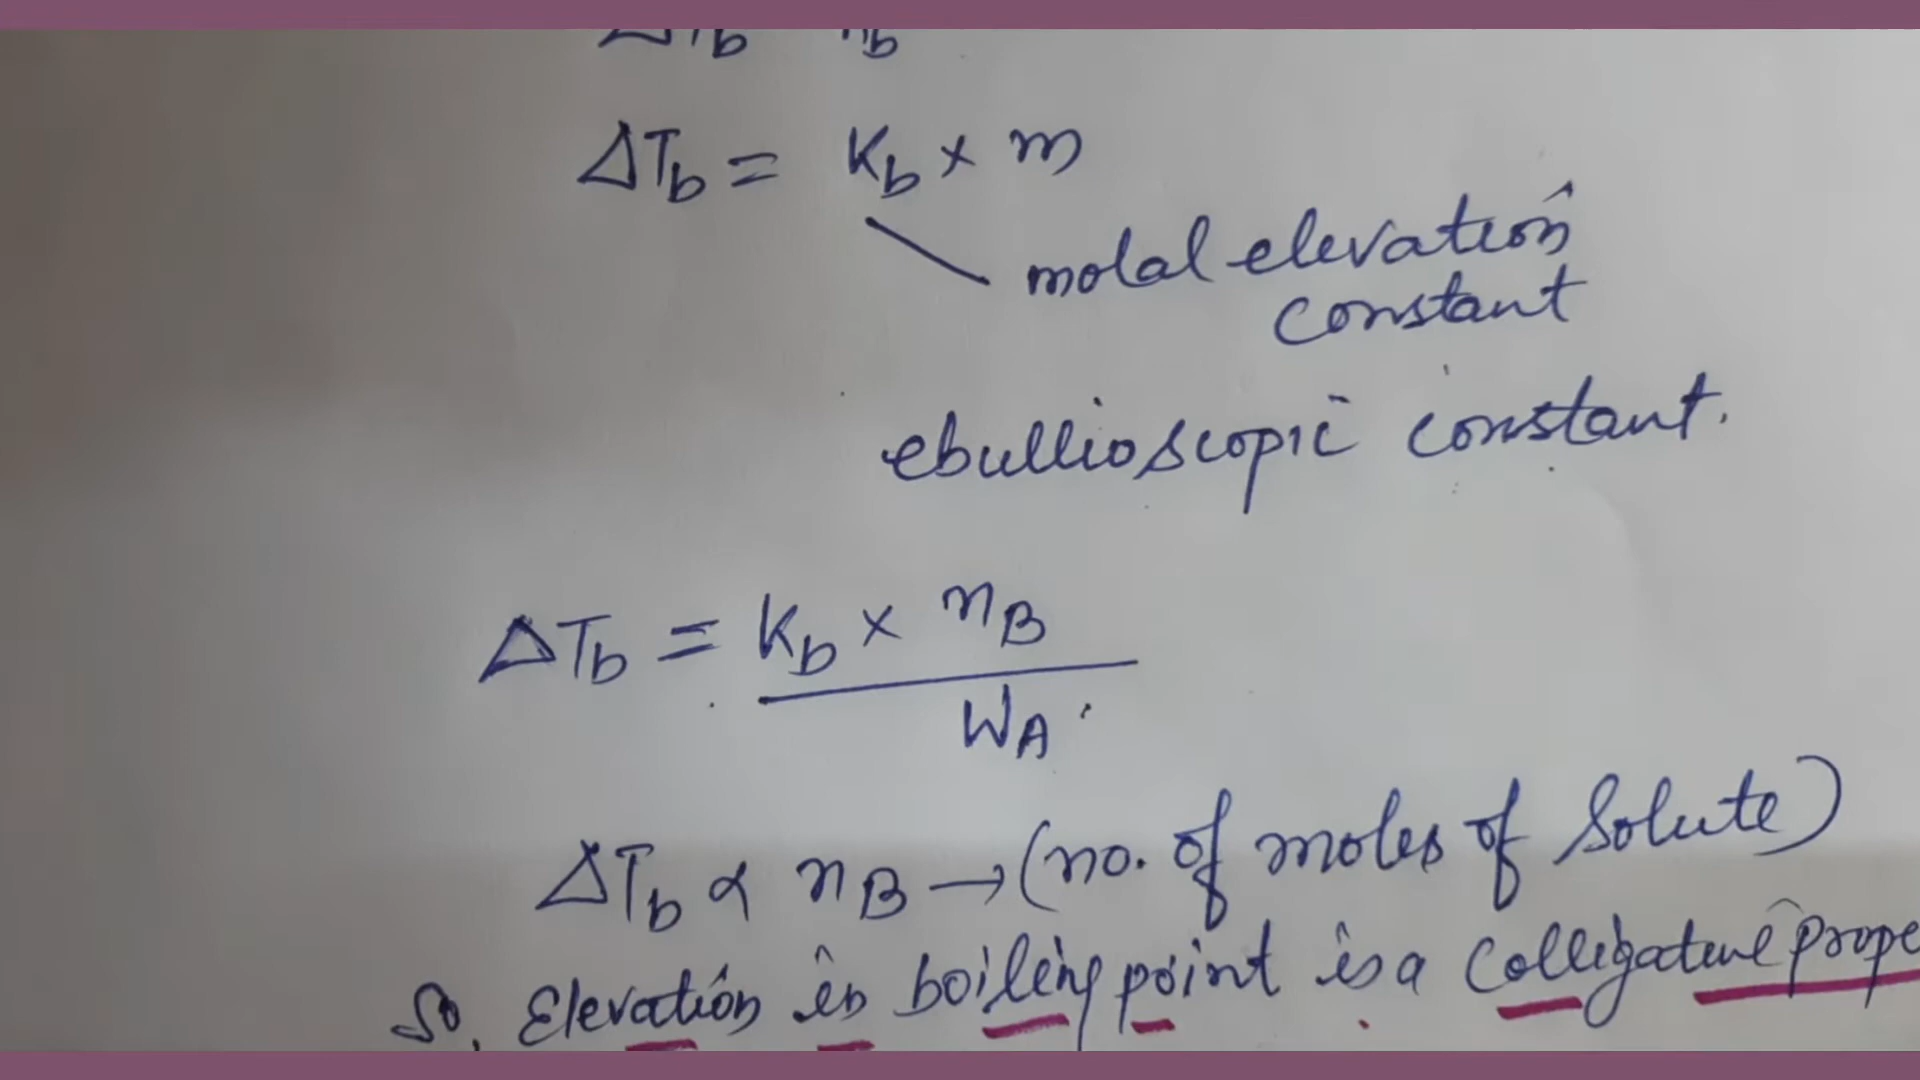 ΔTb = Kb × m
molal elevation
constant
ebullioscopic constant.
ΔTb = Kb × nB
WA
ΔTb α nB → (no. of moles of Solute)
So, Elevation in boiling point is a Colligative prope